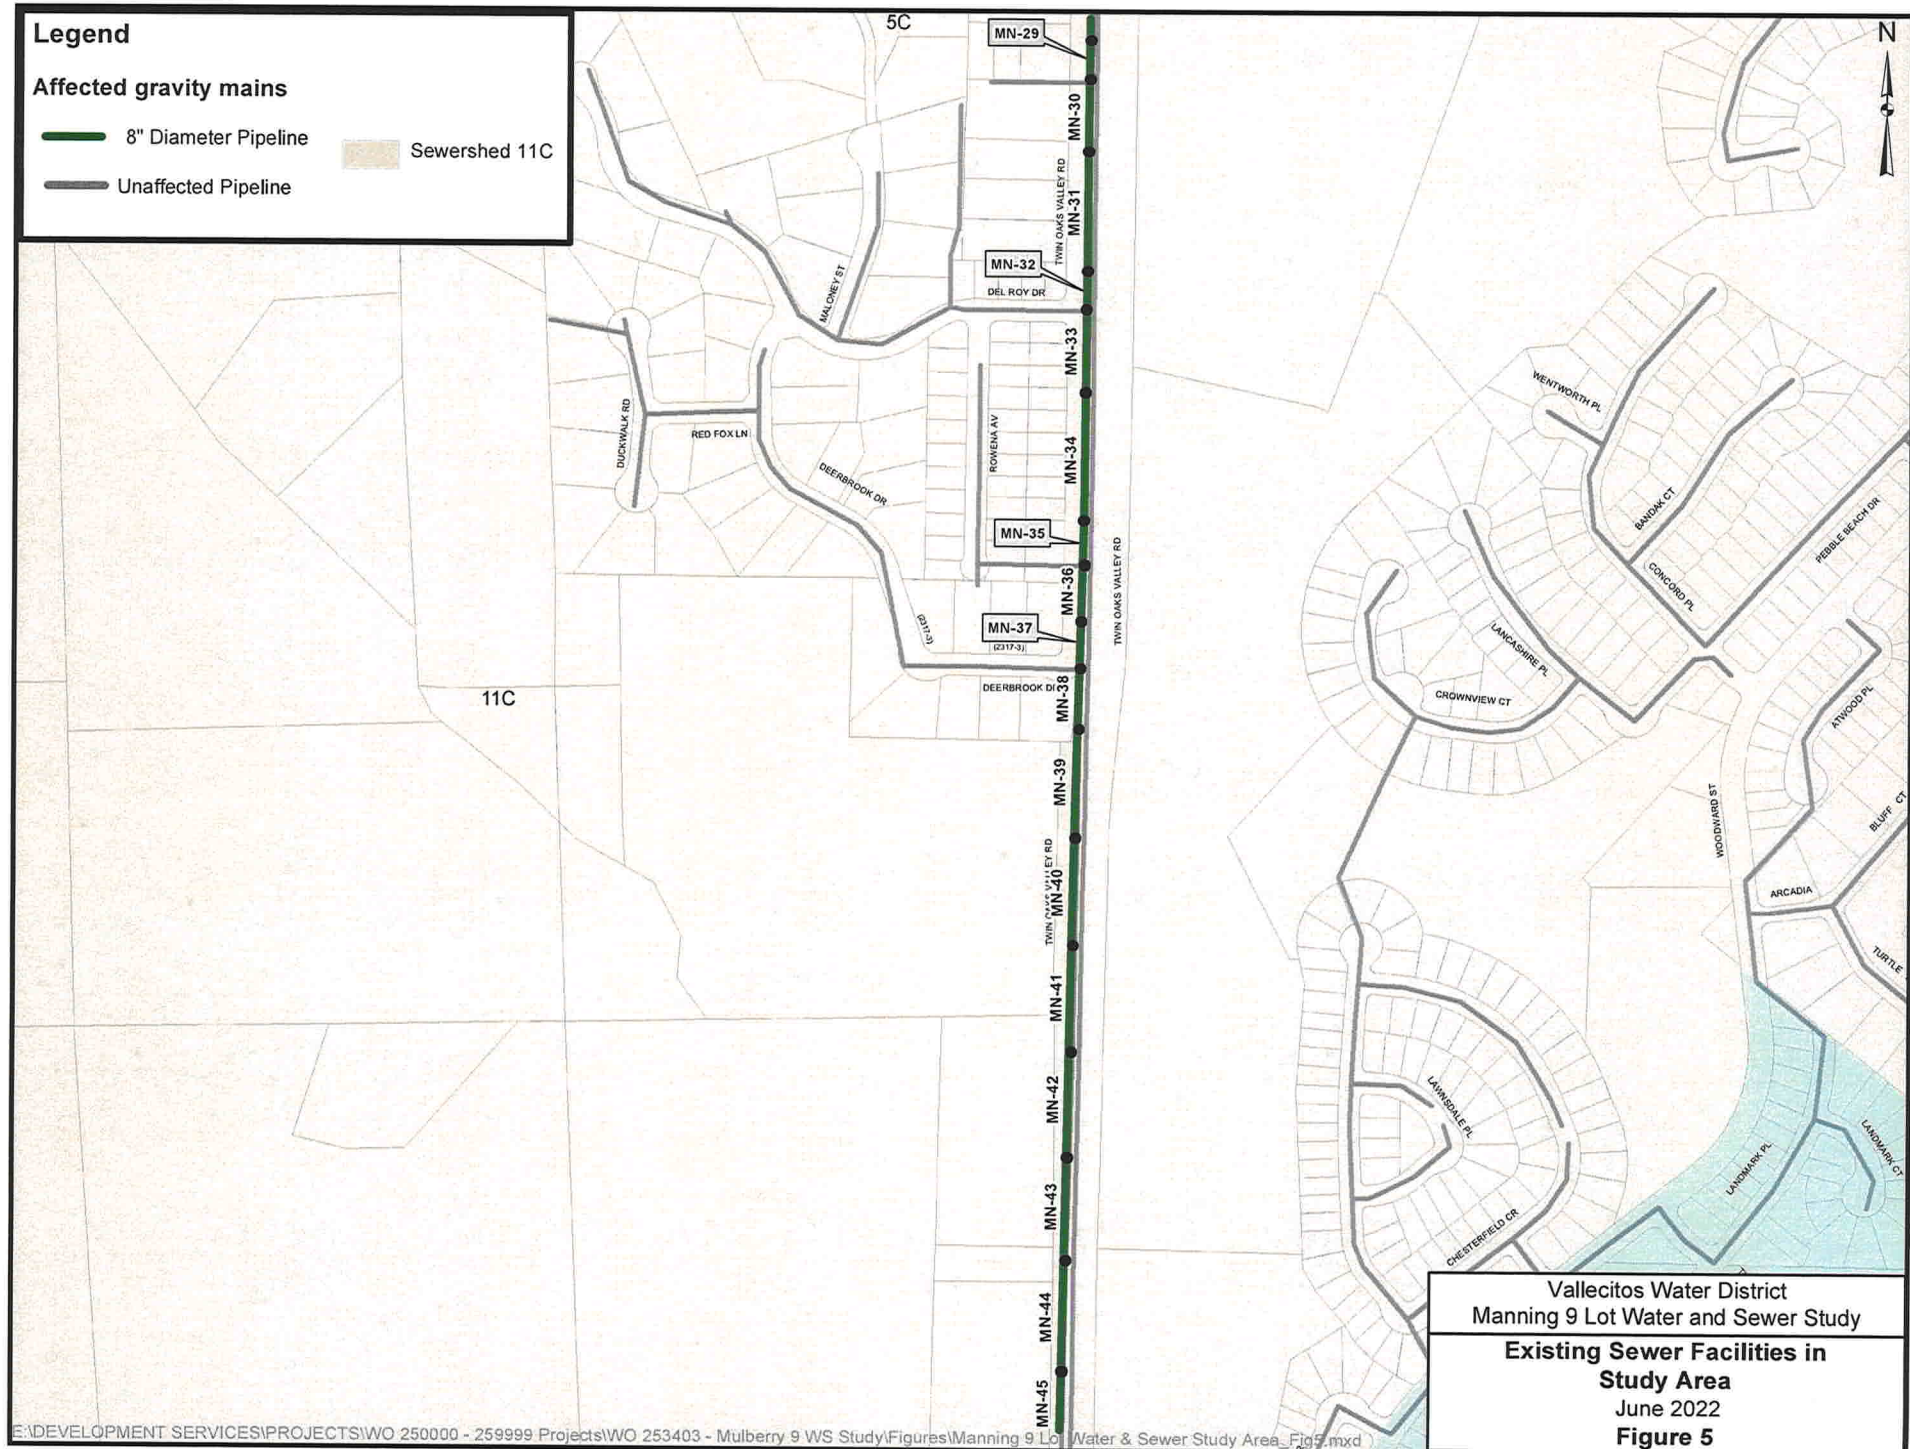 Legend
Affected gravity mains
8" Diameter Pipeline
Unaffected Pipeline
Sewershed 11C
5C
N
MN-29
MN-30
MN-31
TWIN OAKS VALLEY RD
MN-32
DEL ROY DR
MALONEY ST
MN-33
MN-34
ROWENA AV
DUCKWALK RD
RED FOX LN
DEERBROOK DR
MN-35
MN-36
TWIN OAKS VALLEY RD
(2317-3)
MN-37
(2317-3)
DEERBROOK
MN-38
11C
MN-39
TWIN OAKS VALLEY RD
MN-40
MN-41
MN-42
MN-43
MN-44
MN-45
WENTWORTH PL
BANDAK CT
PEBBLE BEACH DR
CONCORD PL
LANCASHIRE PL
CROWNVIEW CT
ATWOOD PL
WOODWARD ST
BLUFF CT
ARCADIA
TURTLE
LAWNSDALE PL
LANDMARK PL
LANDMARK CT
CHESTERFIELD CR
Vallecitos Water District
Manning 9 Lot Water and Sewer Study
Existing Sewer Facilities in
Study Area
June 2022
Figure 5
E:\DEVELOPMENT SERVICES\PROJECTS\WO 250000 - 259999 Projects\WO 253403 - Mulberry 9 WS Study\Figures\Manning 9 Lot Water & Sewer Study Area_Fig5.mxd